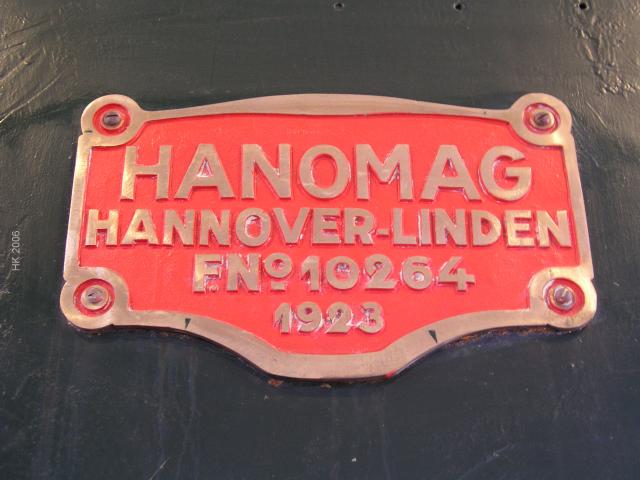 HANOMAG
HANNOVER-LINDEN
F.Nº 10264
1923
HK 2006